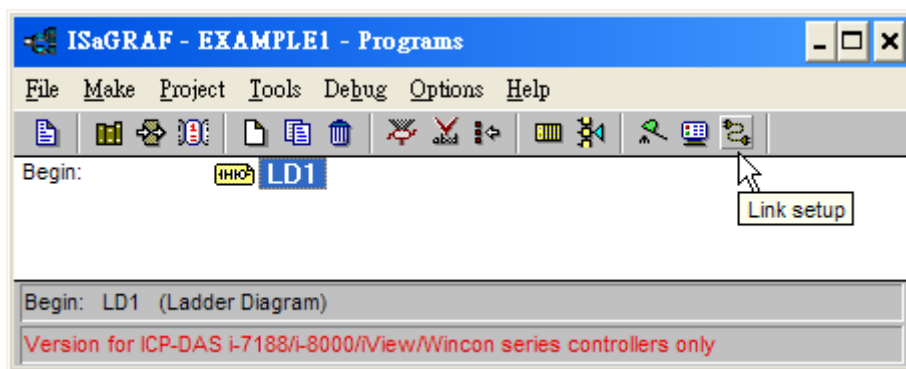 ISaGRAF - EXAMPLE1 - Programs
File Make Project Tools Debug Options Help
Begin: LD1
Link setup
Begin: LD1 (Ladder Diagram)
Version for ICP-DAS i-7188/i-8000/iView/Wincon series controllers only